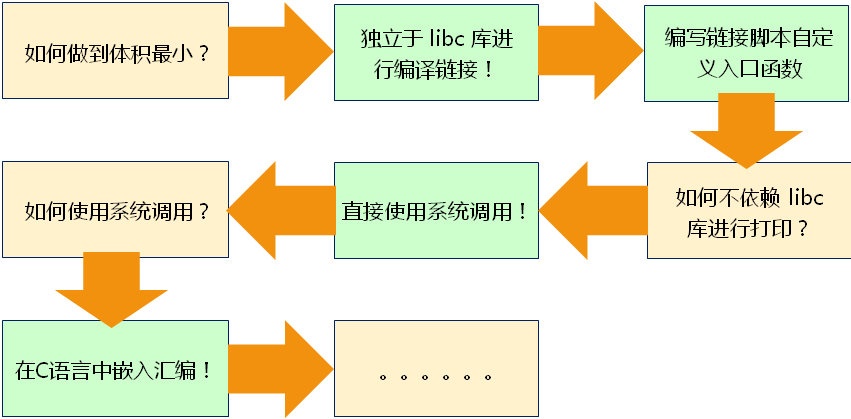 如何做到体积最小？
独立于 libc 库进
行编译链接！
编写链接脚本自定
义入口函数
如何不依赖 libc
库进行打印？
直接使用系统调用！
如何使用系统调用？
在C语言中嵌入汇编！
。。。。。。